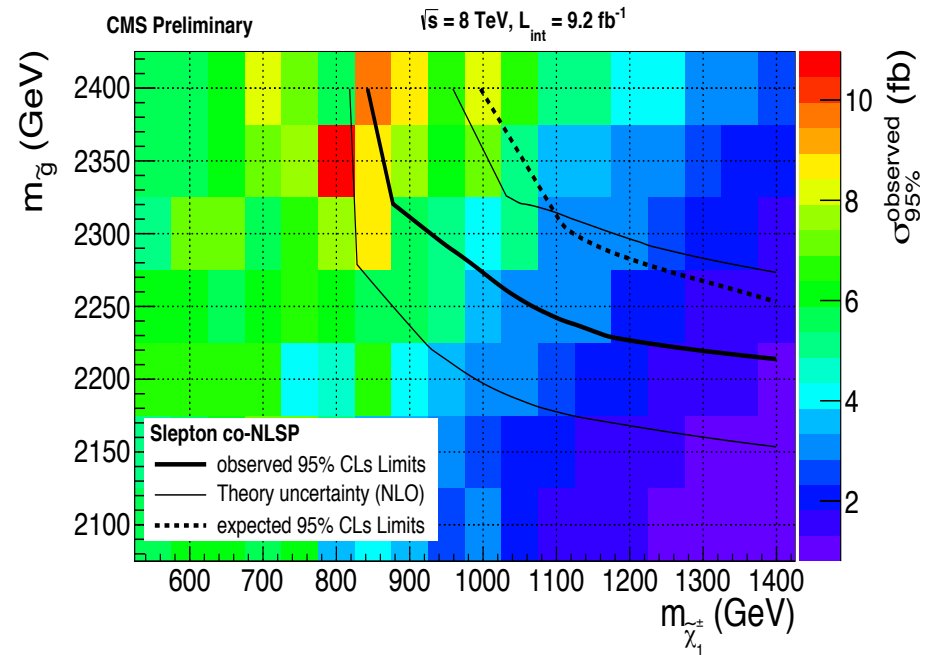 CMS Preliminary
√s = 8 TeV, L_int = 9.2 fb⁻¹
m_g̃ (GeV)
2400
2350
2300
2250
2200
2150
2100
Slepton co-NLSP
observed 95% CLs Limits
Theory uncertainty (NLO)
expected 95% CLs Limits
600 700 800 900 1000 1100 1200 1300 1400
m_χ̃₁^± (GeV)
10
8
6
4
2
σ_95%^observed (fb)